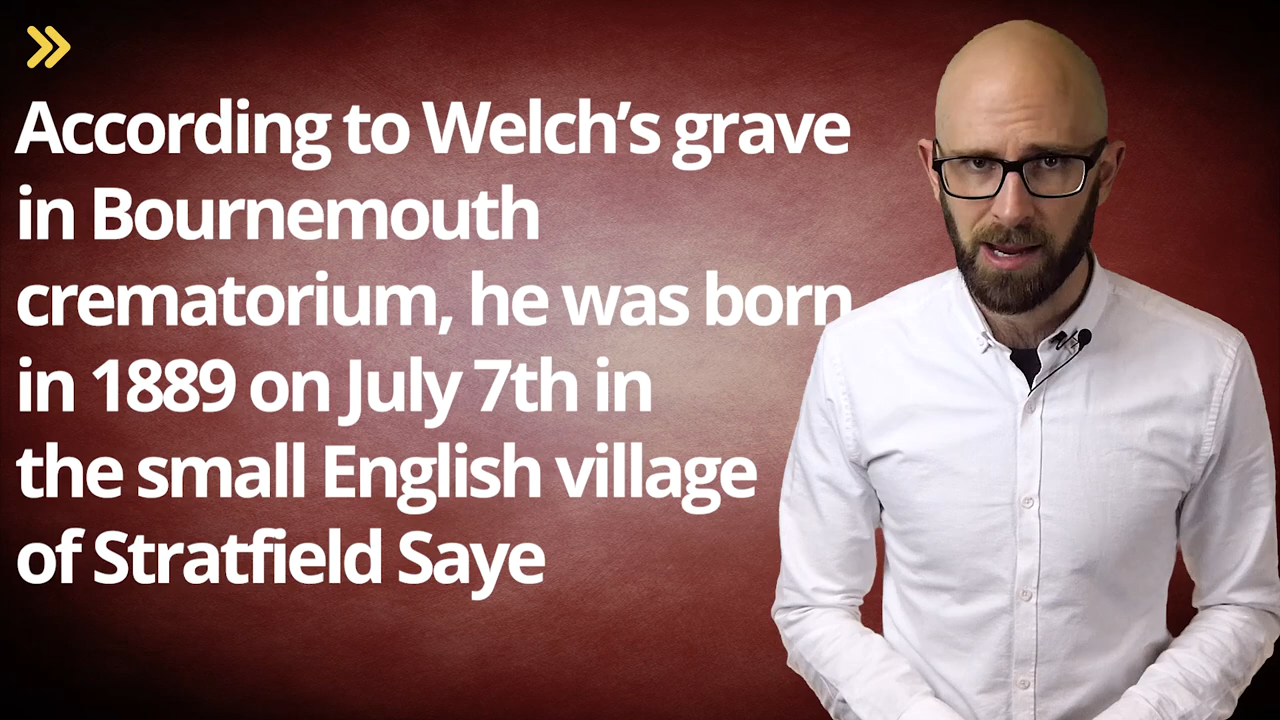 According to Welch’s grave
in Bournemouth
crematorium, he was born
in 1889 on July 7th in
the small English village
of Stratfield Saye